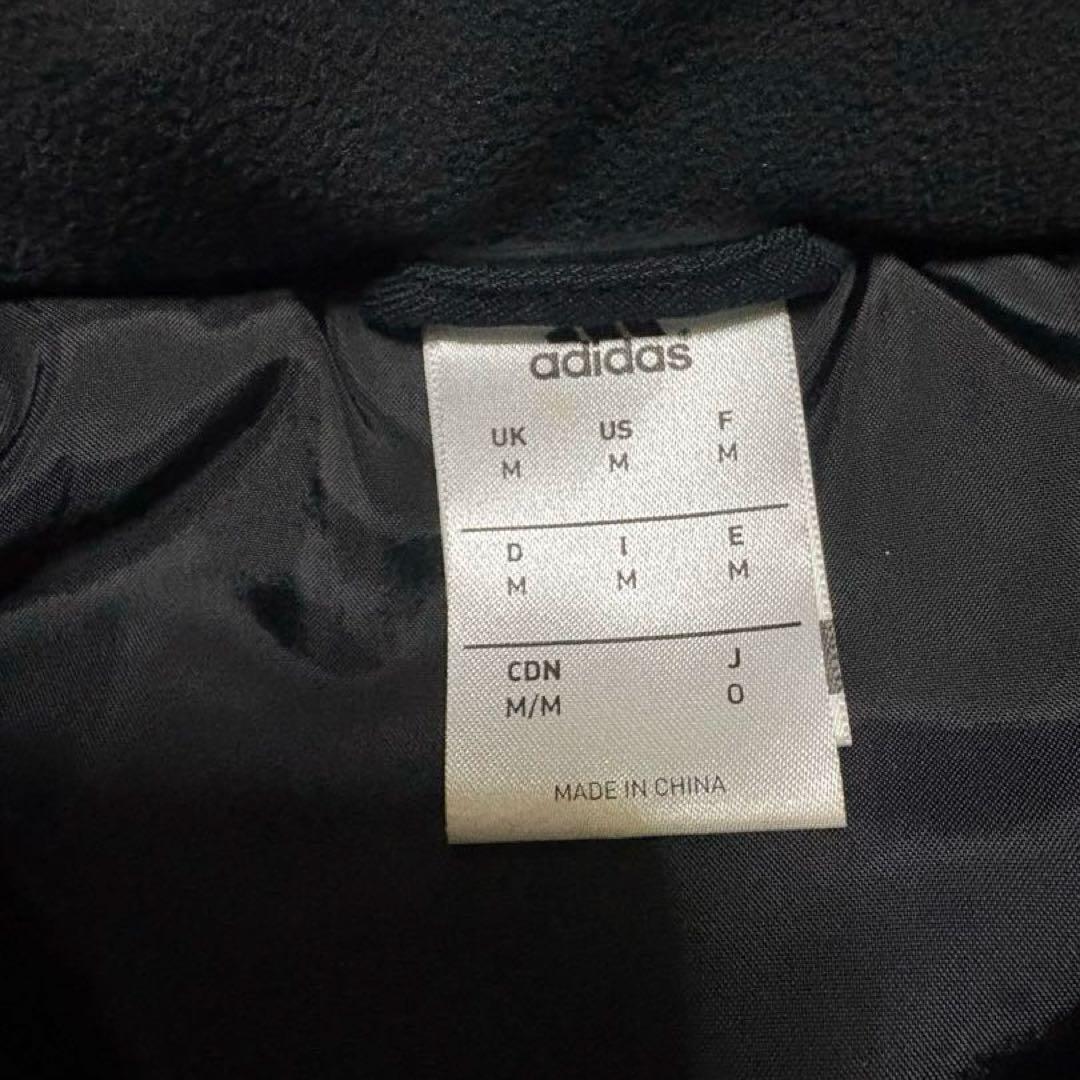 adidas
UK US F
M M M
D I E
M M M
CDN J
M/M O
MADE IN CHINA